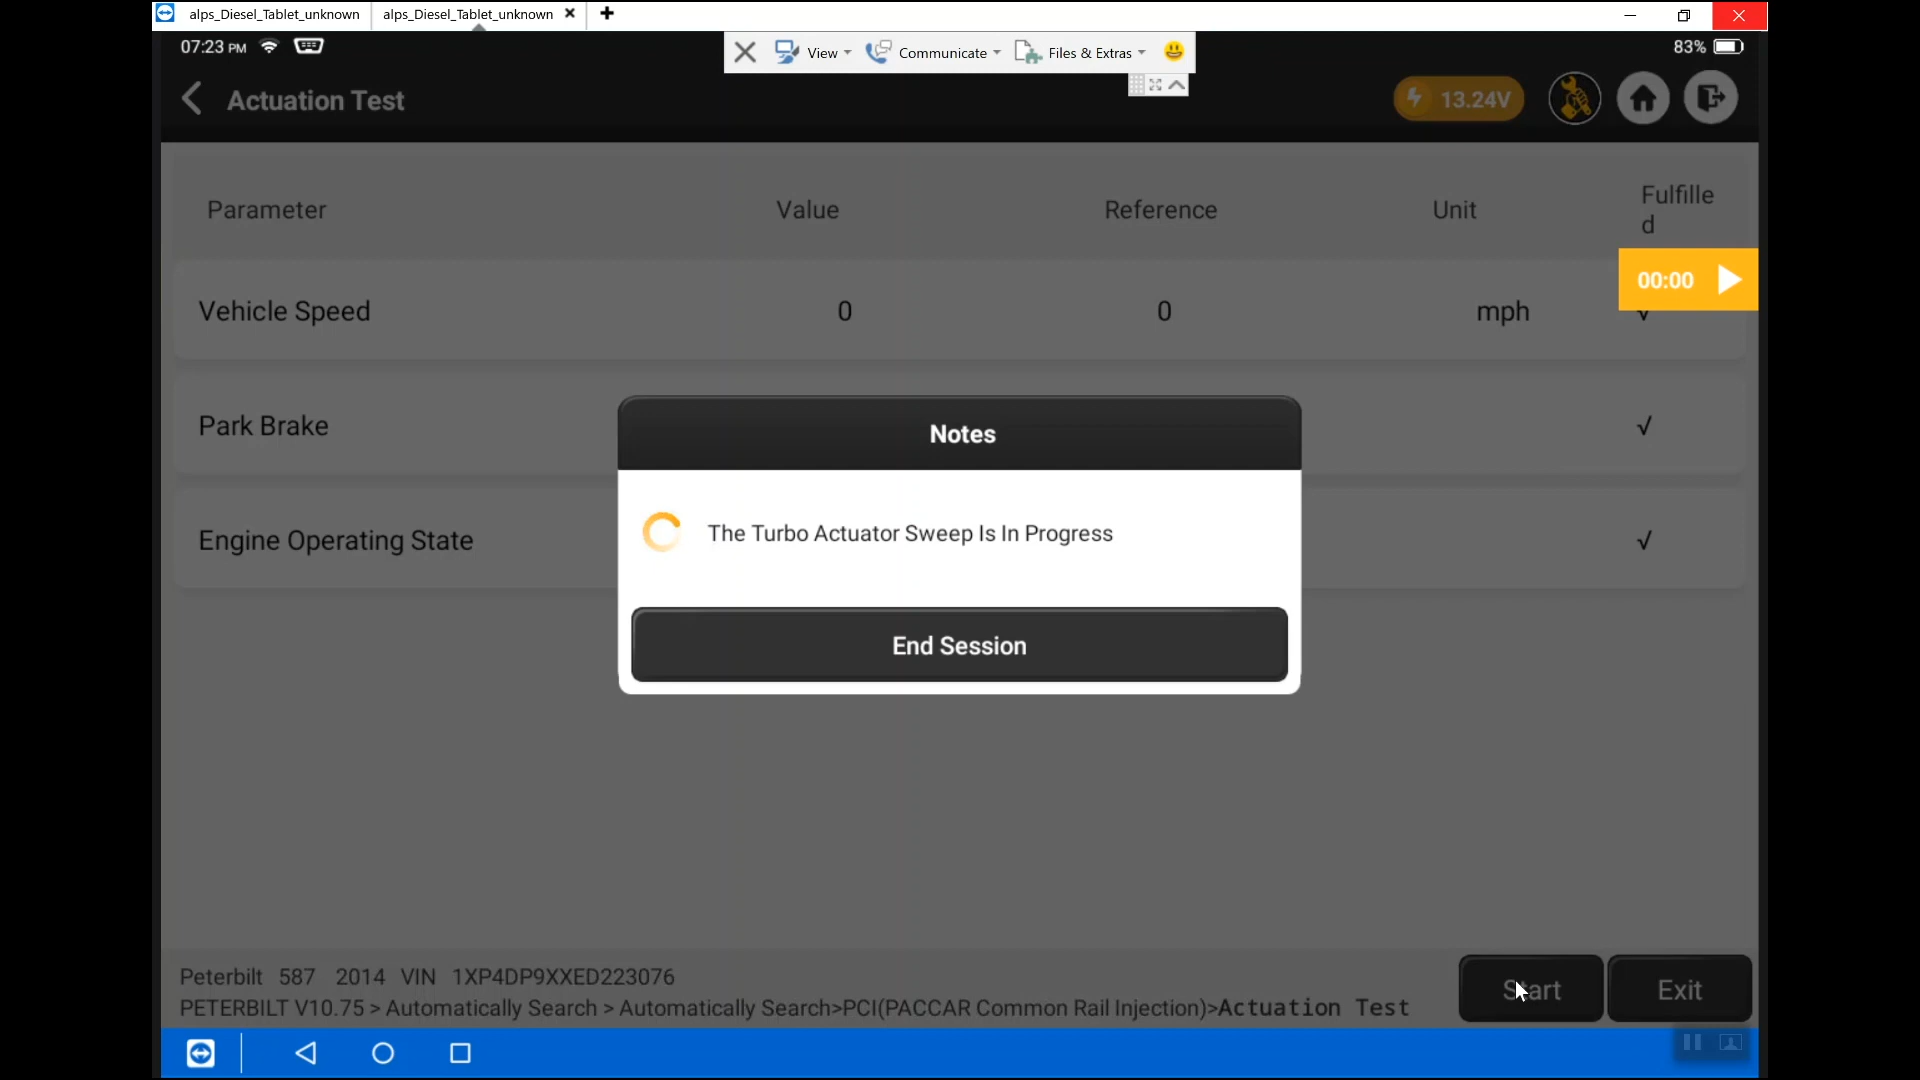 alps_Diesel_Tablet_unknown alps_Diesel_Tablet_unknown
07:23 PM
View Communicate Files & Extras
83%
Actuation Test
13.24V
Parameter Value Reference Unit Fulfille
d
00:00
Vehicle Speed 0 0 mph √
Park Brake √
Engine Operating State √
Notes
The Turbo Actuator Sweep Is In Progress
End Session
Peterbilt 587 2014 VIN 1XP4DP9XXED223076
PETERBILT V10.75 > Automatically Search > Automatically Search>PCI(PACCAR Common Rail Injection)>Actuation Test
Start Exit